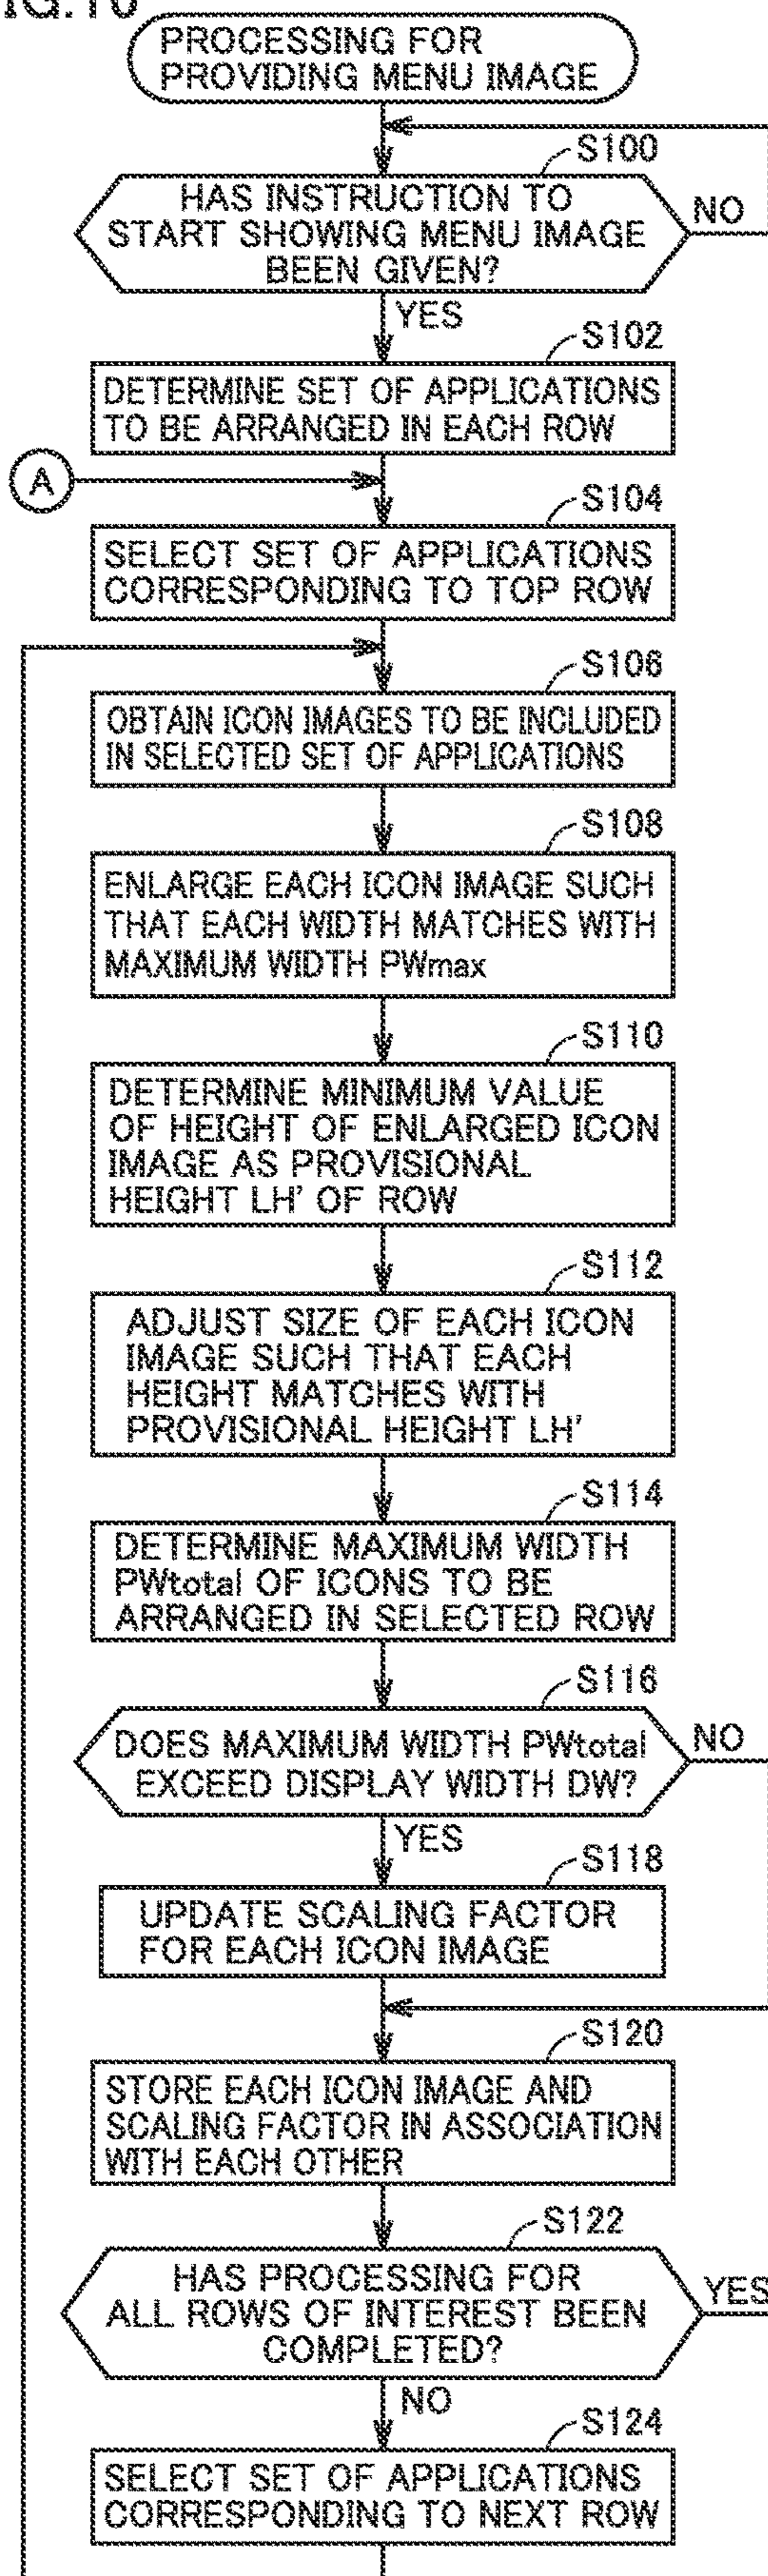 PROCESSING FOR
PROVIDING MENU IMAGE
S100
HAS INSTRUCTION TO
START SHOWING MENU IMAGE
BEEN GIVEN?
NO
YES
S102
DETERMINE SET OF APPLICATIONS
TO BE ARRANGED IN EACH ROW
A
S104
SELECT SET OF APPLICATIONS
CORRESPONDING TO TOP ROW
S106
OBTAIN ICON IMAGES TO BE INCLUDED
IN SELECTED SET OF APPLICATIONS
S108
ENLARGE EACH ICON IMAGE SUCH
THAT EACH WIDTH MATCHES WITH
MAXIMUM WIDTH PWmax
S110
DETERMINE MINIMUM VALUE
OF HEIGHT OF ENLARGED ICON
IMAGE AS PROVISIONAL
HEIGHT LH' OF ROW
S112
ADJUST SIZE OF EACH ICON
IMAGE SUCH THAT EACH
HEIGHT MATCHES WITH
PROVISIONAL HEIGHT LH'
S114
DETERMINE MAXIMUM WIDTH
PWtotal OF ICONS TO BE
ARRANGED IN SELECTED ROW
S116
DOES MAXIMUM WIDTH PWtotal
EXCEED DISPLAY WIDTH DW?
NO
YES
S118
UPDATE SCALING FACTOR
FOR EACH ICON IMAGE
S120
STORE EACH ICON IMAGE AND
SCALING FACTOR IN ASSOCIATION
WITH EACH OTHER
S122
HAS PROCESSING FOR
ALL ROWS OF INTEREST BEEN
COMPLETED?
YES
NO
S124
SELECT SET OF APPLICATIONS
CORRESPONDING TO NEXT ROW